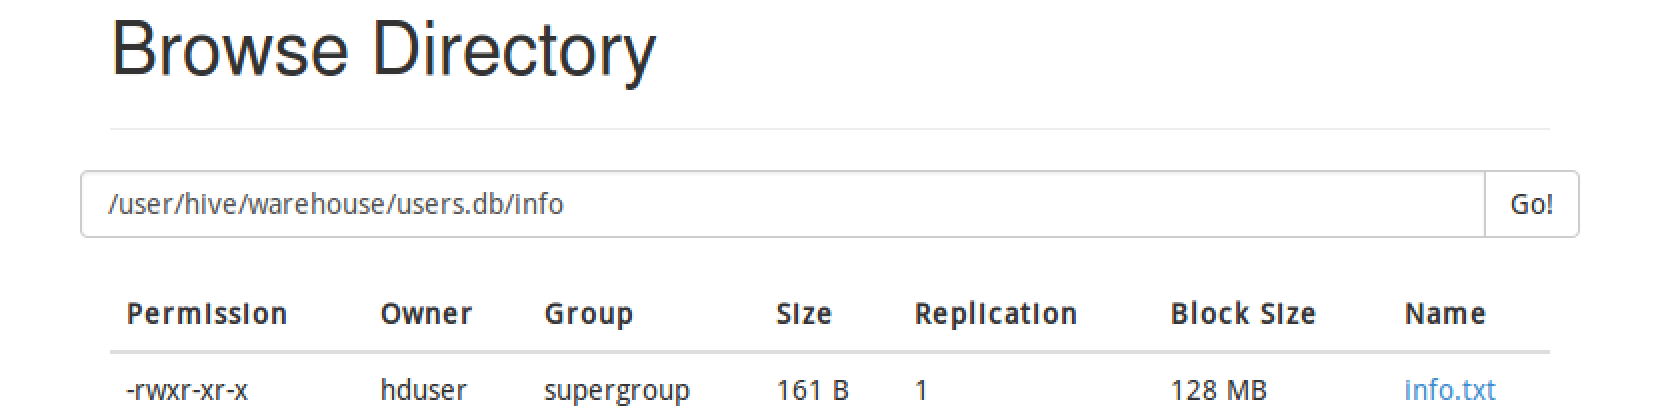 Browse Directory
/user/hive/warehouse/users.db/info Go!
Permission Owner Group Size Replication Block Size Name
-rwxr-xr-x hduser supergroup 161 B 1 128 MB info.txt